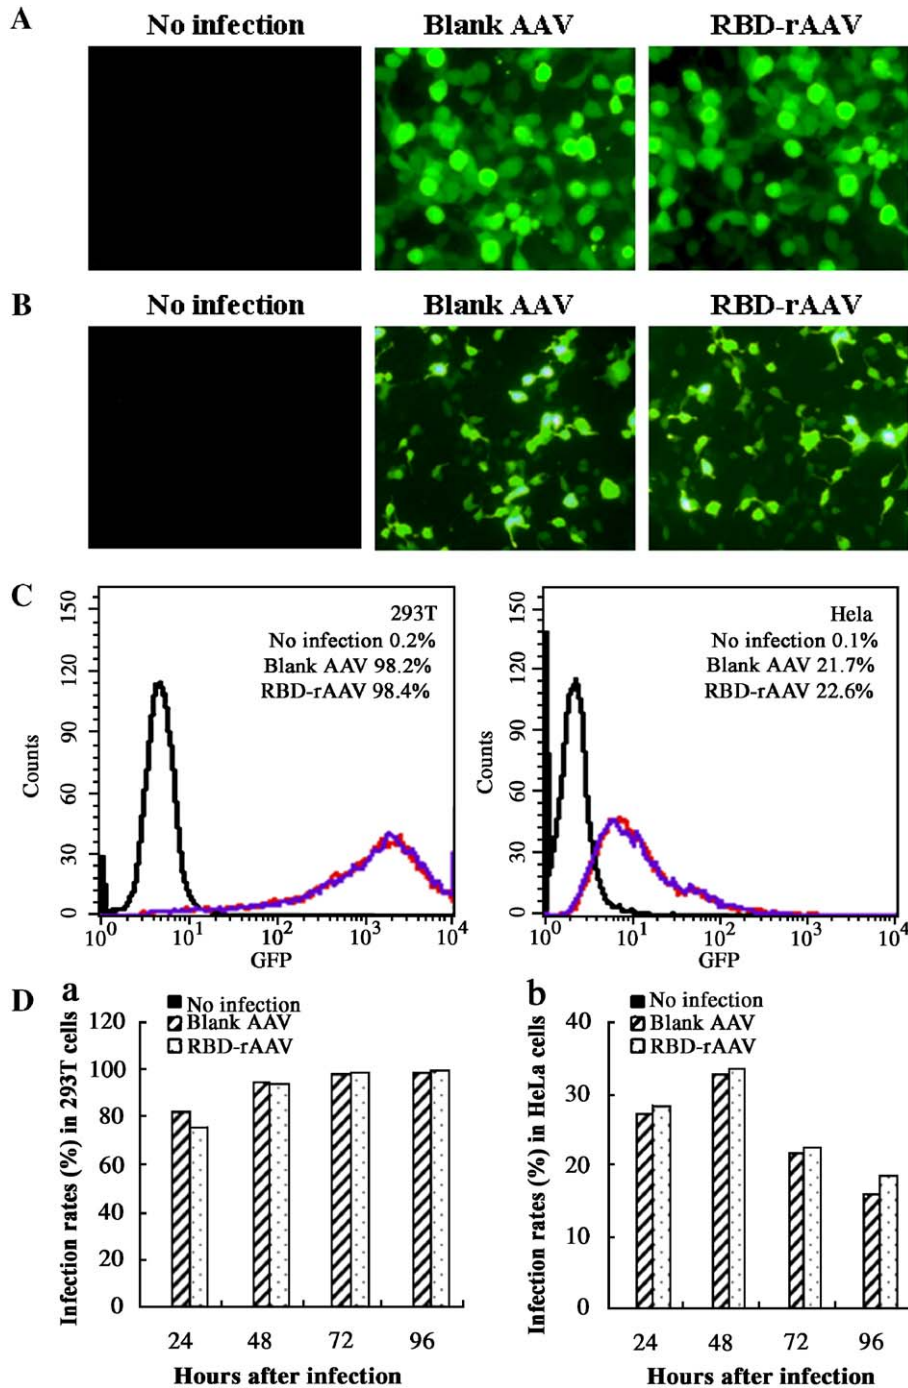 A
No infection Blank AAV RBD-rAAV
B
No infection Blank AAV RBD-rAAV
C
293T
No infection 0.2%
Blank AAV 98.2%
RBD-rAAV 98.4%
Counts
0 30 60 90 120 150
10^0 10^1 10^2 10^3 10^4
GFP
Hela
No infection 0.1%
Blank AAV 21.7%
RBD-rAAV 22.6%
Counts
0 30 60 90 120 150
10^0 10^1 10^2 10^3 10^4
GFP
D
a
No infection
Blank AAV
RBD-rAAV
Infection rates (%) in 293T cells
120
100
80
60
40
20
0
24 48 72 96
Hours after infection
b
No infection
Blank AAV
RBD-rAAV
Infection rates (%) in HeLa cells
40
30
20
10
0
24 48 72 96
Hours after infection